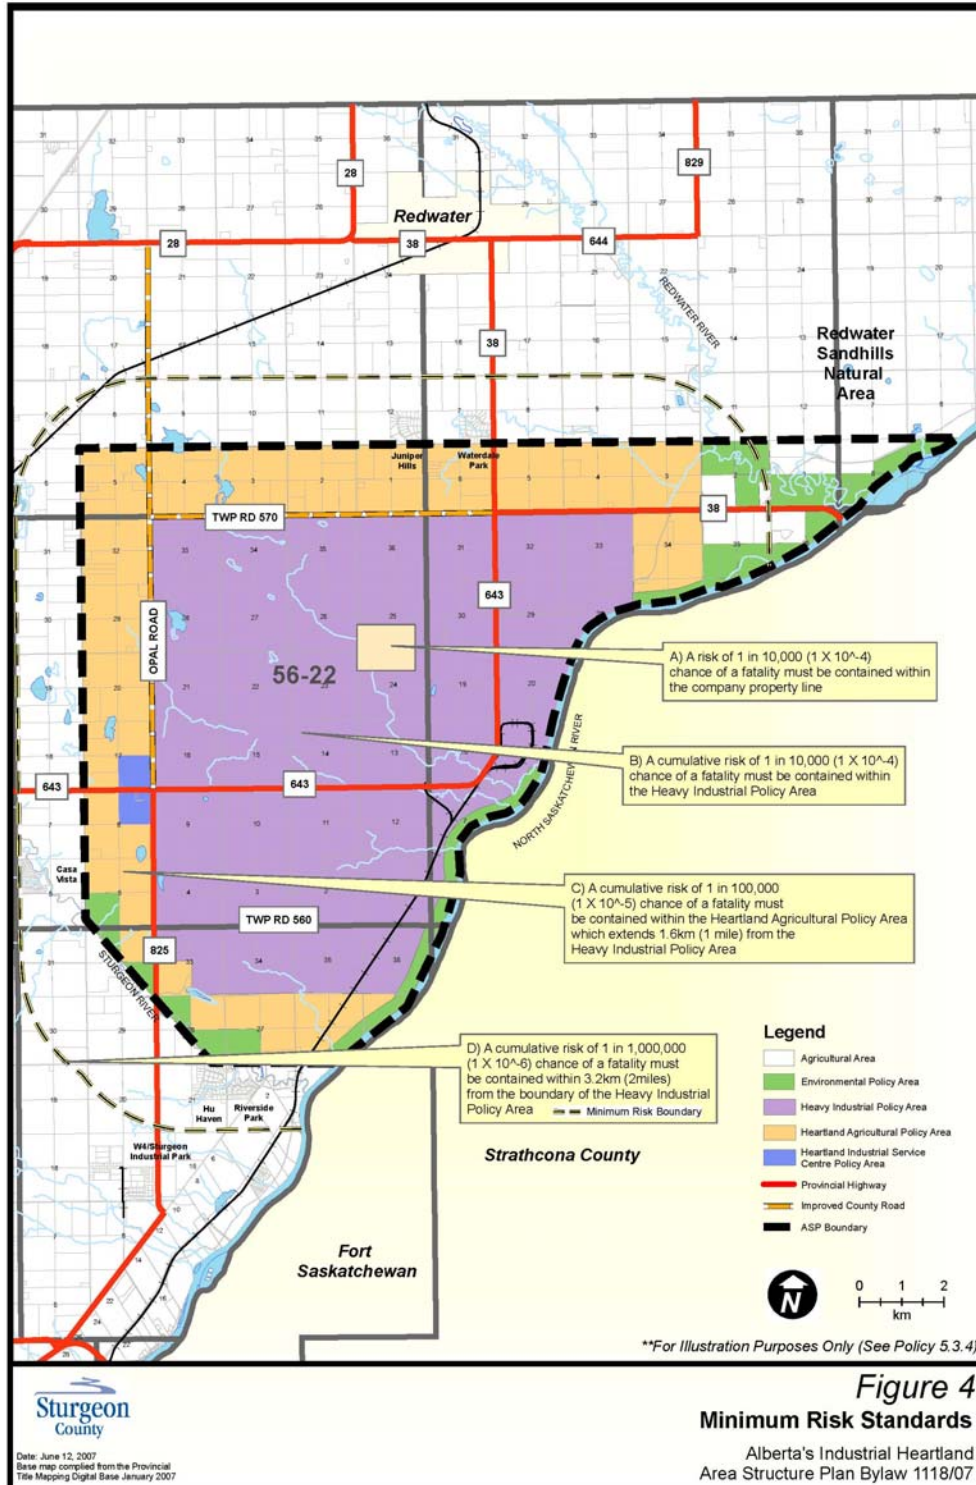 28
829
Redwater
28
38
644
REDWATER RIVER
38
Redwater
Sandhills
Natural
Area
Juniper
Hills
Waterdale
Park
TWP RD 570
38
OPAL ROAD
643
56-22
A) A risk of 1 in 10,000 (1 X 10^-4)
chance of a fatality must be contained within
the company property line
NORTH SASKATCHEWAN RIVER
B) A cumulative risk of 1 in 10,000 (1 X 10^-4)
chance of a fatality must be contained within
the Heavy Industrial Policy Area
643
643
Casa
Vista
C) A cumulative risk of 1 in 100,000
(1 X 10^-5) chance of a fatality must
be contained within the Heartland Agricultural Policy Area
which extends 1.6km (1 mile) from the
Heavy Industrial Policy Area
TWP RD 560
825
STURGEON RIVER
D) A cumulative risk of 1 in 1,000,000
(1 X 10^-6) chance of a fatality must
be contained within 3.2km (2miles)
from the boundary of the Heavy Industrial
Policy Area
Minimum Risk Boundary
Hu
Haven
Riverside
Park
W4/Sturgeon
Industrial Park
Strathcona County
Fort
Saskatchewan
Legend
Agricultural Area
Environmental Policy Area
Heavy Industrial Policy Area
Heartland Agricultural Policy Area
Heartland Industrial Service
Centre Policy Area
Provincial Highway
Improved County Road
ASP Boundary
N
0 1 2
km
**For Illustration Purposes Only (See Policy 5.3.4)
Sturgeon
County
Date: June 12, 2007
Base map complied from the Provincial
Title Mapping Digital Base January 2007
Figure 4
Minimum Risk Standards
Alberta's Industrial Heartland
Area Structure Plan Bylaw 1118/07